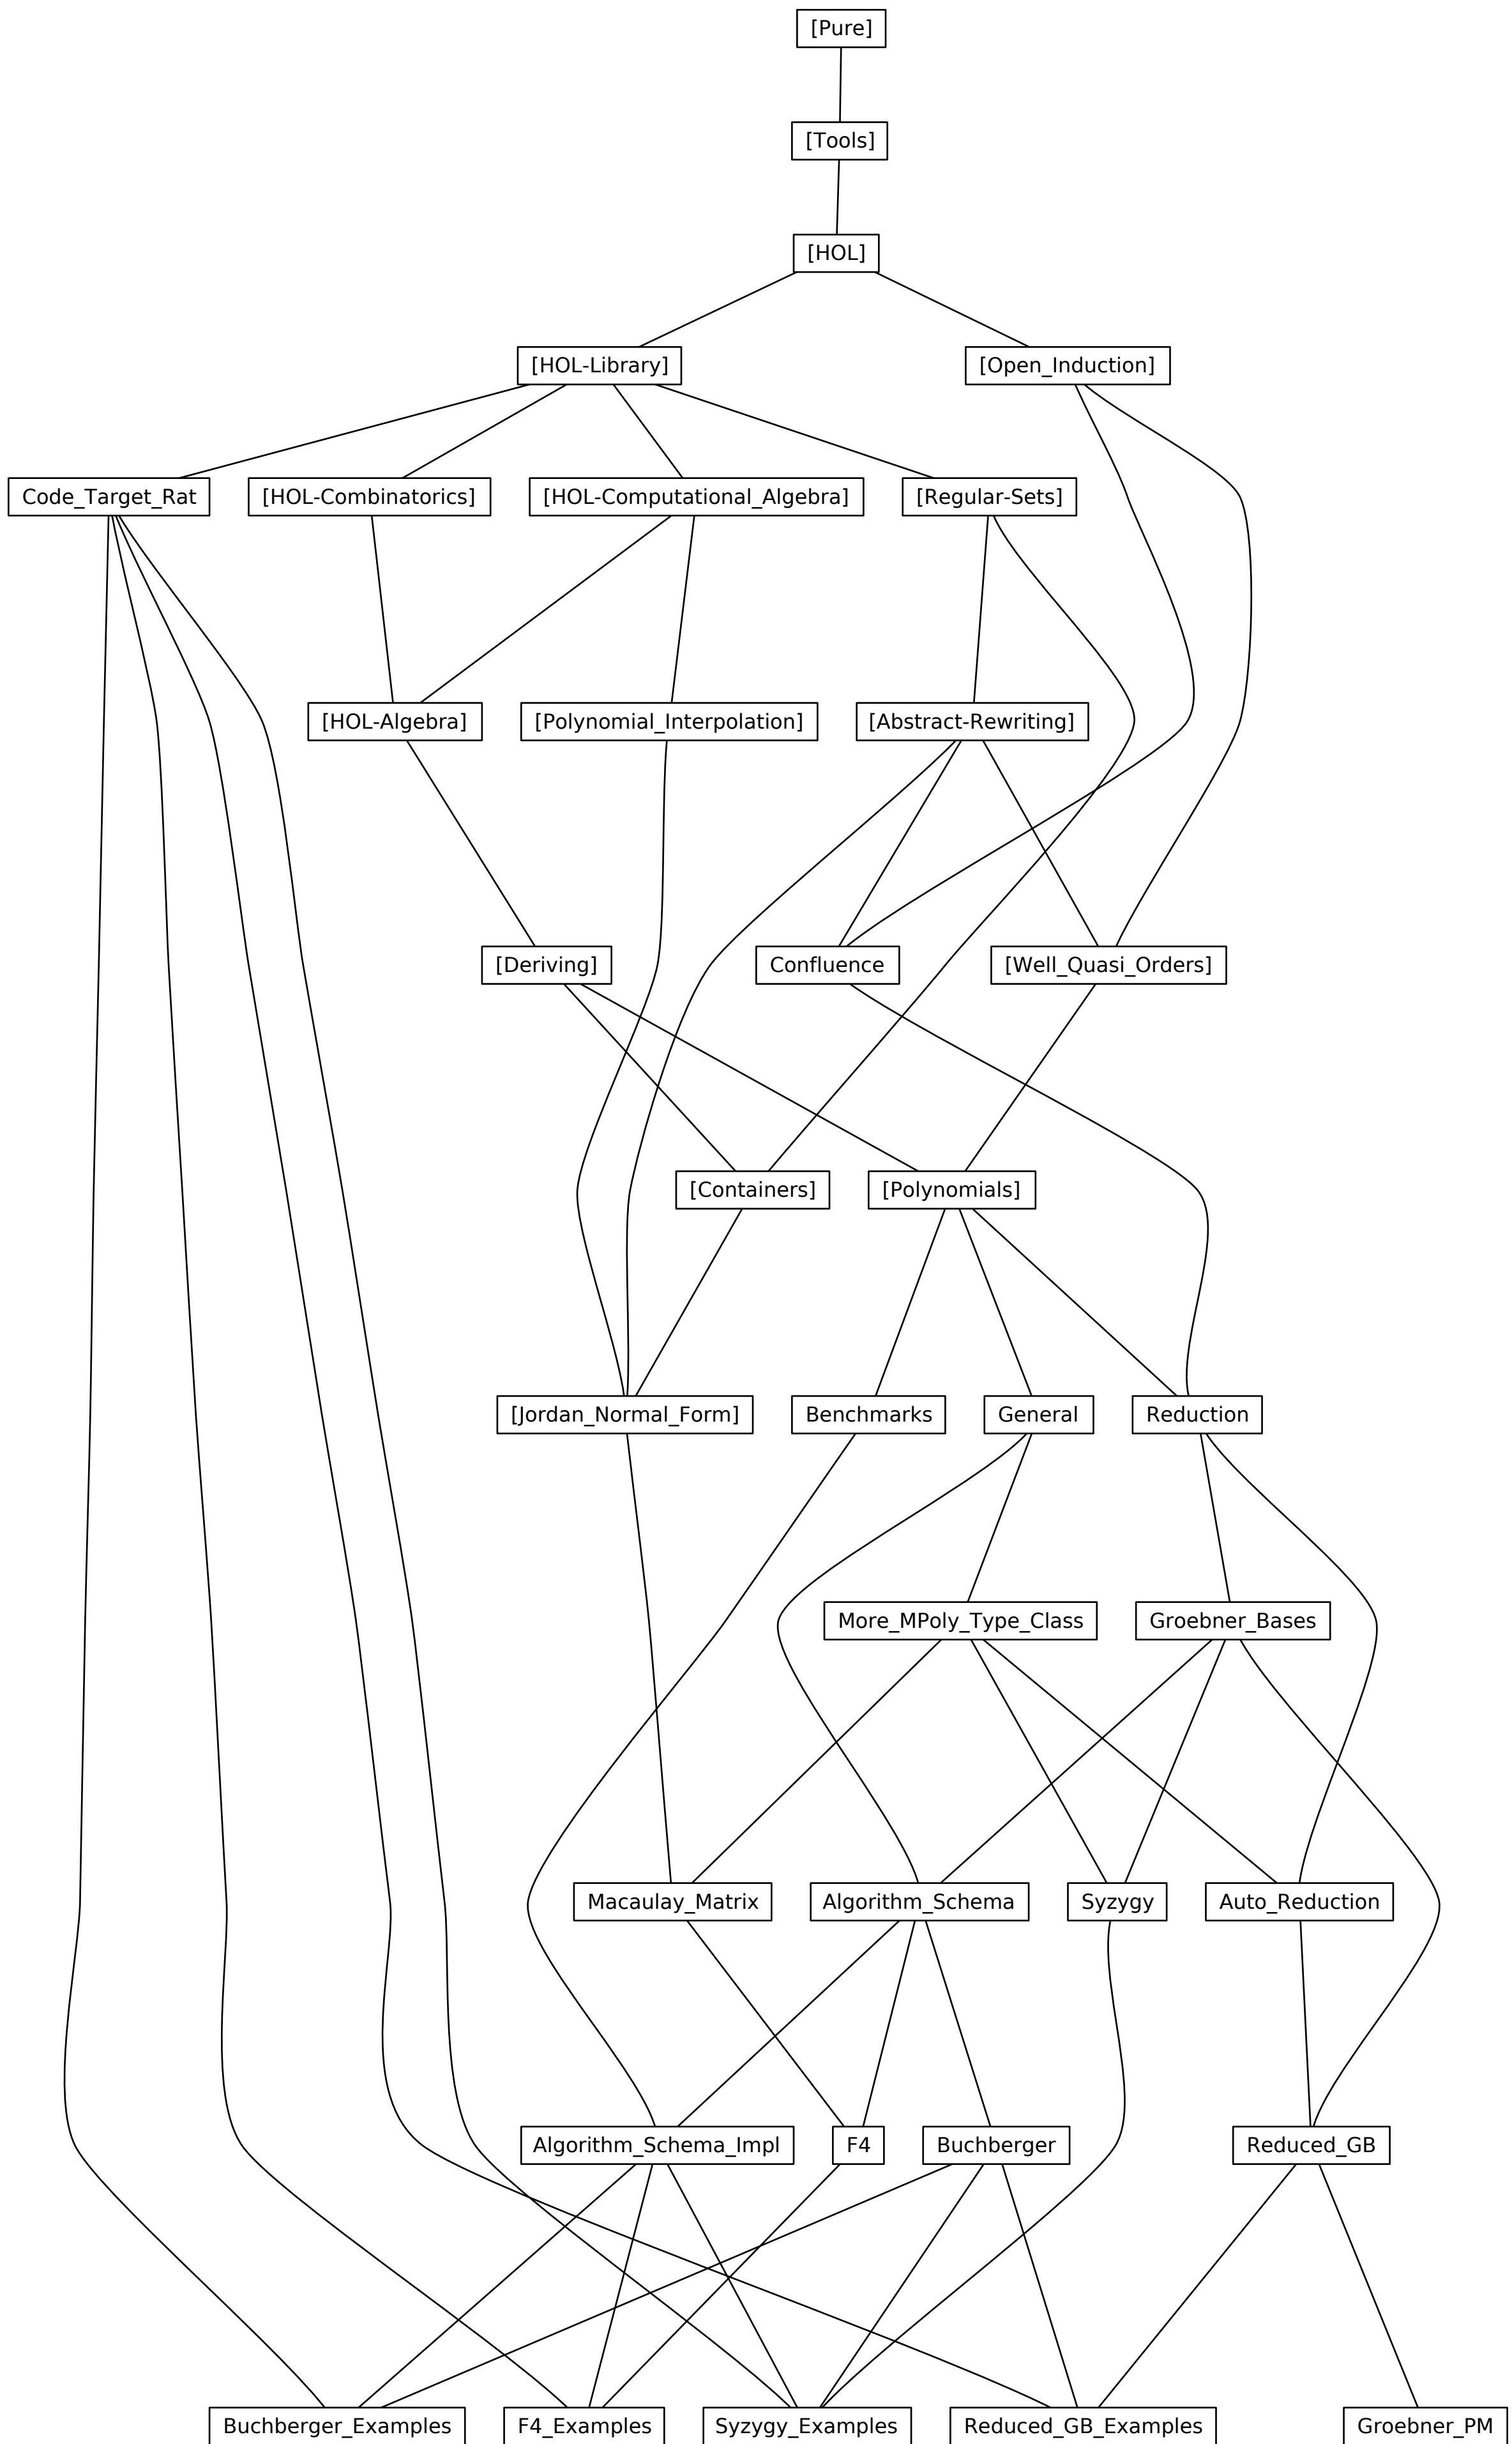 [Pure]
[Tools]
[HOL]
[HOL-Library]
[Open_Induction]
Code_Target_Rat
[HOL-Combinatorics]
[HOL-Computational_Algebra]
[Regular-Sets]
[HOL-Algebra]
[Polynomial_Interpolation]
[Abstract-Rewriting]
[Deriving]
Confluence
[Well_Quasi_Orders]
[Containers]
[Polynomials]
[Jordan_Normal_Form]
Benchmarks
General
Reduction
More_MPoly_Type_Class
Groebner_Bases
Macaulay_Matrix
Algorithm_Schema
Syzygy
Auto_Reduction
Algorithm_Schema_Impl
F4
Buchberger
Reduced_GB
Buchberger_Examples
F4_Examples
Syzygy_Examples
Reduced_GB_Examples
Groebner_PM